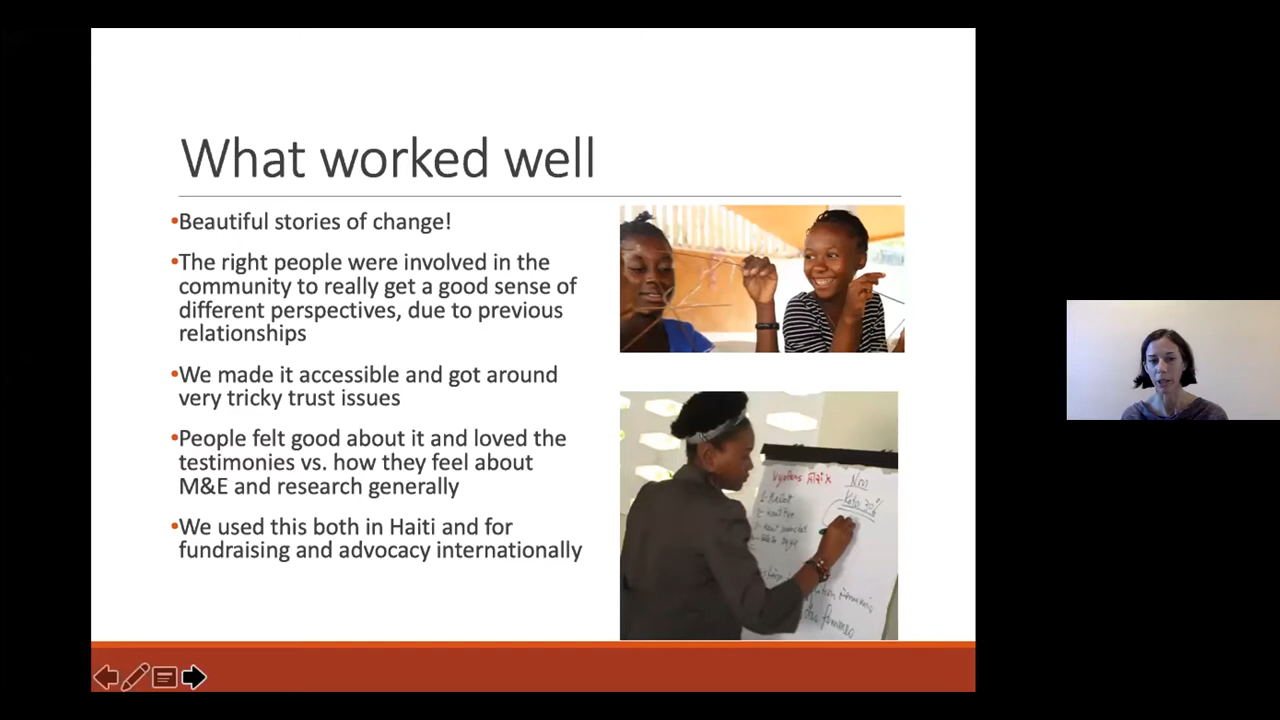 What worked well
•Beautiful stories of change!
•The right people were involved in the
community to really get a good sense of
different perspectives, due to previous
relationships
•We made it accessible and got around
very tricky trust issues
•People felt good about it and loved the
testimonies vs. how they feel about
M&E and research generally
•We used this both in Haiti and for
fundraising and advocacy internationally